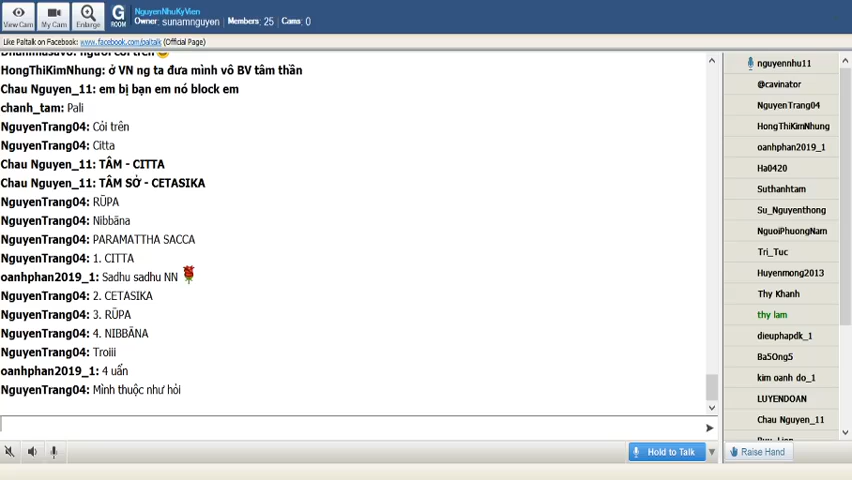 NguyenNhuKyVien
Owner: sunamnguyen Members: 25 Cams: 0
View Cam
My Cam
Enlarge
G
ROOM
Like Paltalk on Facebook: www.facebook.com/paltalk (Official Page)
HongThiKimNhung: ở VN ng ta đưa mình vô BV tâm thần
Chau Nguyen_11: em bị bạn em nó block em
chanh_tam: Pali
NguyenTrang04: Cỏi trên
NguyenTrang04: Citta
Chau Nguyen_11: TÂM - CITTA
Chau Nguyen_11: TÂM SỞ - CETASIKA
NguyenTrang04: RŪPA
NguyenTrang04: Nibbāna
NguyenTrang04: PARAMATTHA SACCA
NguyenTrang04: 1. CITTA
oanhphan2019_1: Sadhu sadhu NN
NguyenTrang04: 2. CETASIKA
NguyenTrang04: 3. RŪPA
NguyenTrang04: 4. NIBBĀNA
NguyenTrang04: Troiii
oanhphan2019_1: 4 uẩn
NguyenTrang04: Mình thuộc như hỏi
nguyennhu11
@cavinator
NguyenTrang04
HongThiKimNhung
oanhphan2019_1
Ha0420
Suthanhtam
Su_Nguyenthong
NguoiPhuongNam
Tri_Tuc
Huyenmong2013
Thy Khanh
thy lam
dieuphapdk_1
Ba5Ong5
kim oanh do_1
LUYENDOAN
Chau Nguyen_11
Hold to Talk
Raise Hand